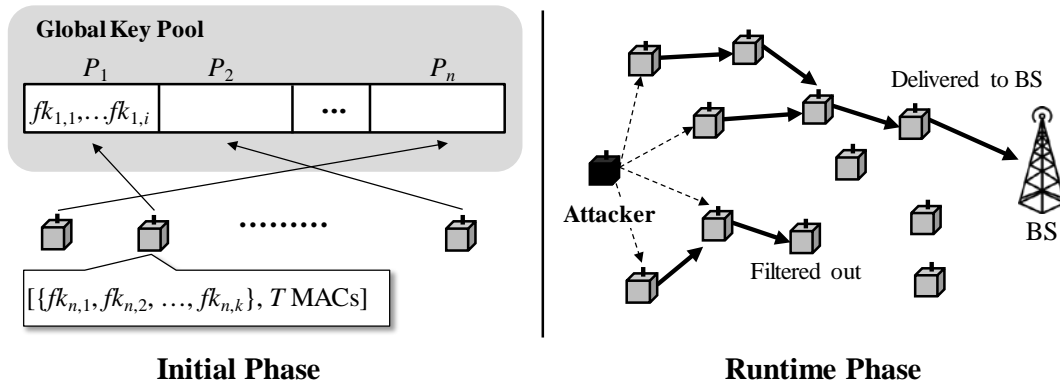 Global Key Pool
P₁ P₂ Pₙ
fk₁,₁,…fk₁,ᵢ ...
.........
[{fkₙ,₁, fkₙ,₂, …, fkₙ,ₖ}, T MACs]
Initial Phase
Delivered to BS
Attacker
BS
Filtered out
Runtime Phase